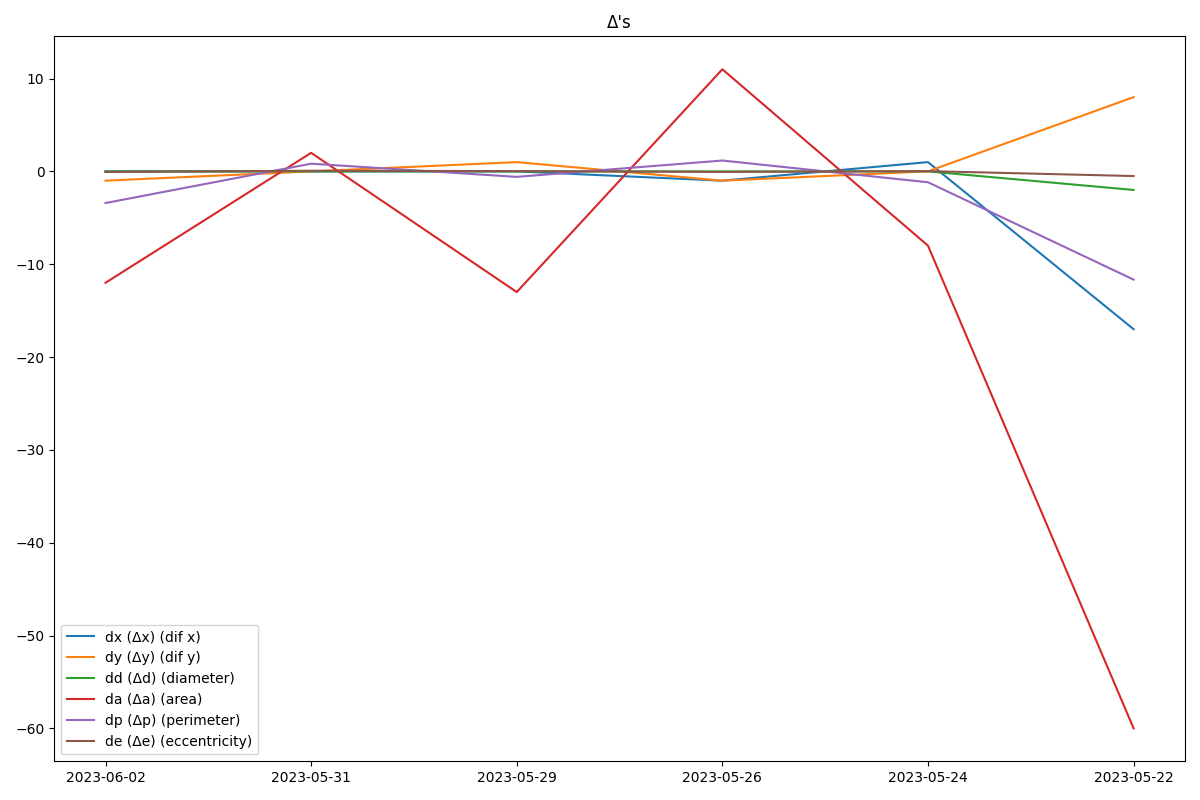 Δ's
10
0
−10
−20
−30
−40
−50
−60
dx (Δx) (dif x)
dy (Δy) (dif y)
dd (Δd) (diameter)
da (Δa) (area)
dp (Δp) (perimeter)
de (Δe) (eccentricity)
2023-06-02 2023-05-31 2023-05-29 2023-05-26 2023-05-24 2023-05-22